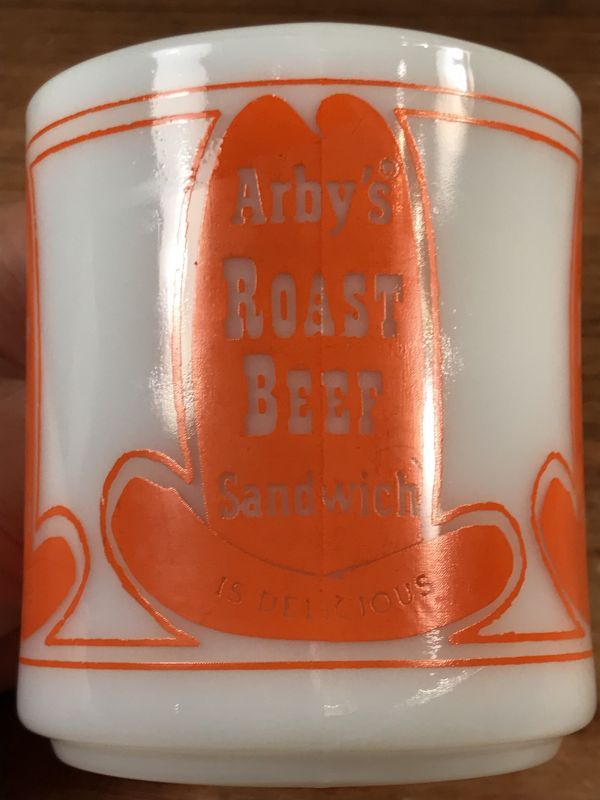 Arby's®
ROAST
BEEF
Sandwich
IS DELICIOUS